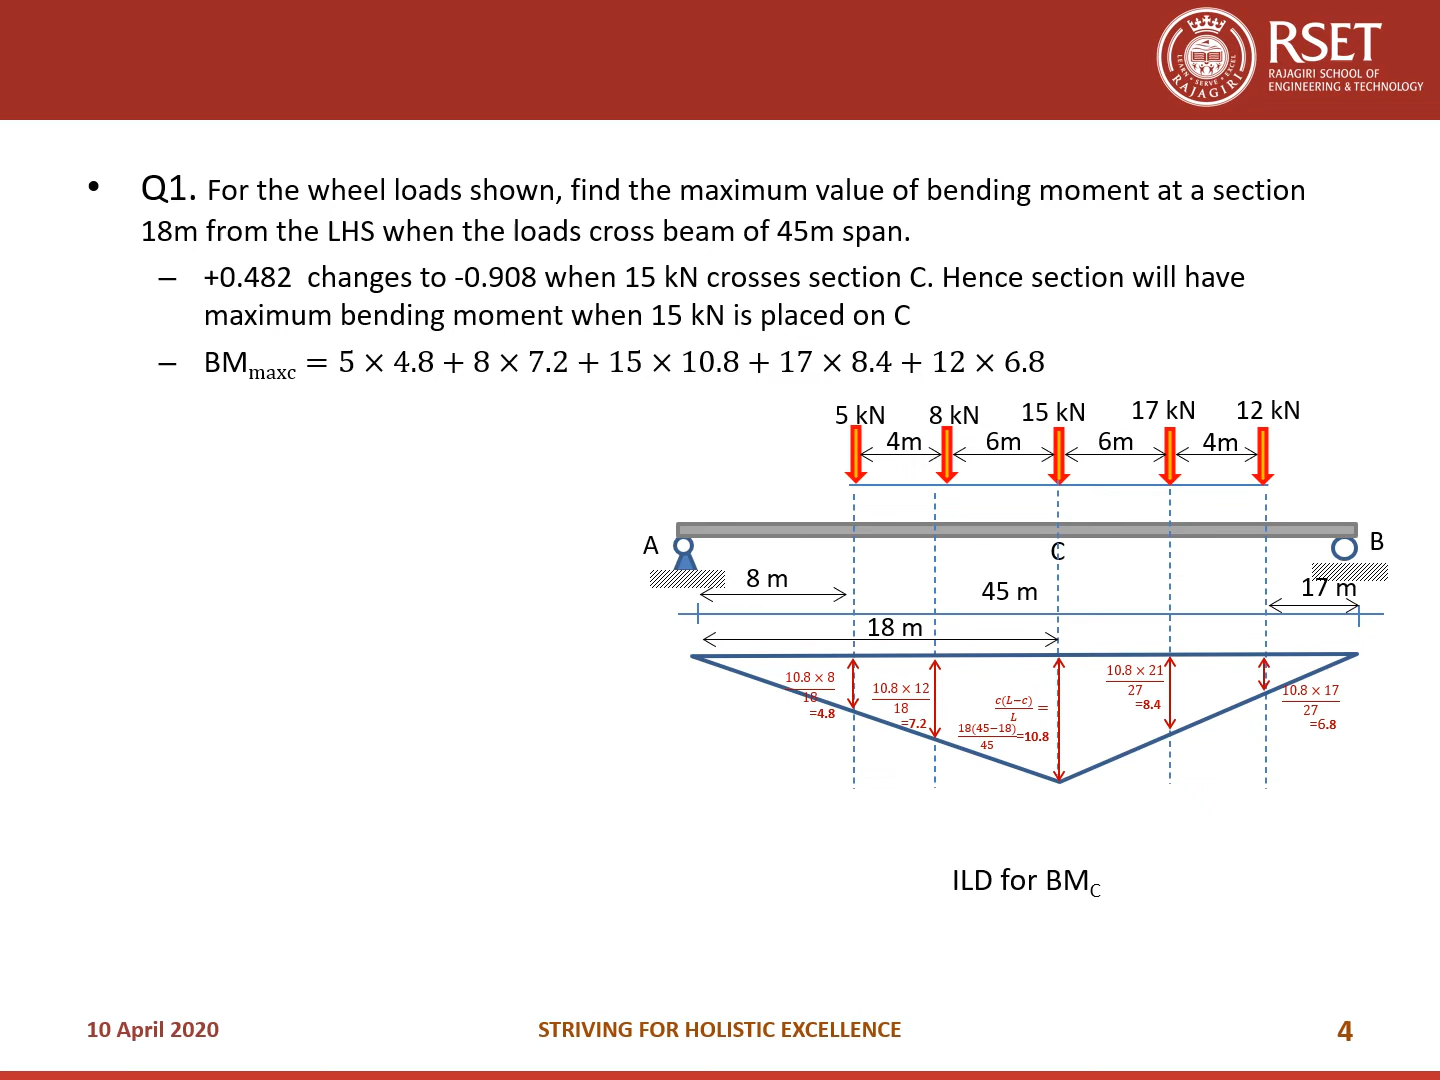 RSET
RAJAGIRI SCHOOL OF
ENGINEERING & TECHNOLOGY
LEARN • SERVE • EXCEL
RAJAGIRI
• Q1. For the wheel loads shown, find the maximum value of bending moment at a section
18m from the LHS when the loads cross beam of 45m span.
– +0.482 changes to -0.908 when 15 kN crosses section C. Hence section will have
maximum bending moment when 15 kN is placed on C
– BMmaxc = 5 × 4.8 + 8 × 7.2 + 15 × 10.8 + 17 × 8.4 + 12 × 6.8
5 kN 8 kN 15 kN 17 kN 12 kN
4m 6m 6m 4m
A C B
8 m 45 m 17 m
18 m
10.8 × 8
18
=4.8
10.8 × 12
18
=7.2
c(L−c)
L
=
18(45−18)
45
=10.8
10.8 × 21
27
=8.4
10.8 × 17
27
=6.8
ILD for BMC
10 April 2020 STRIVING FOR HOLISTIC EXCELLENCE 4